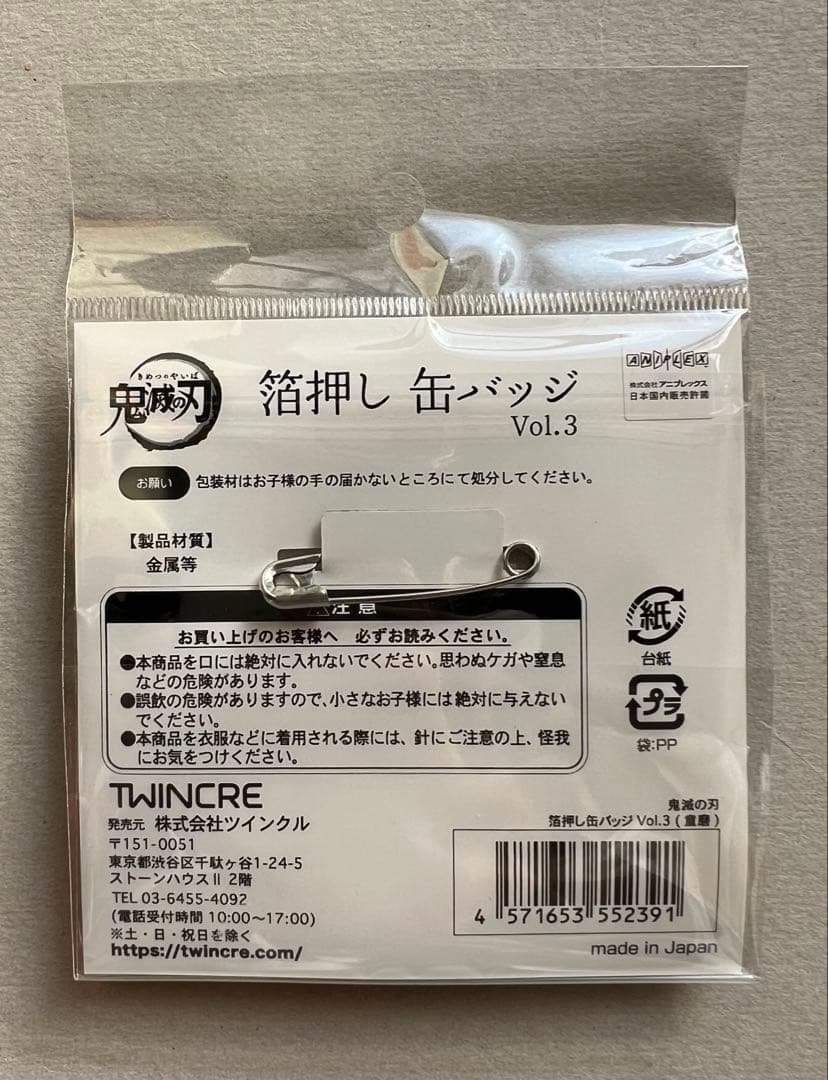 きめつのやいば
鬼滅の刃
箔押し 缶バッジ
Vol.3
ANIPLEX
株式会社アニプレックス
日本国内販売許諾
お願い 包装材はお子様の手の届かないところにて処分してください。
【製品材質】
金属等
注意
お買い上げのお客様へ 必ずお読みください。
●本商品を口には絶対に入れないでください。思わぬケガや窒息
などの危険があります。
●誤飲の危険がありますので、小さなお子様には絶対に与えない
でください。
●本商品を衣服などに着用される際には、針にご注意の上、怪我
にお気をつけください。
紙
台紙
プラ
袋:PP
TWINCRE
発売元 株式会社ツインクル
〒151-0051
東京都渋谷区千駄ヶ谷1-24-5
ストーンハウスⅡ 2階
TEL 03-6455-4092
(電話受付時間 10:00〜17:00)
※土・日・祝日を除く
https://twincre.com/
鬼滅の刃
箔押し缶バッジ Vol.3 (童磨)
4 571653 552391
made in Japan